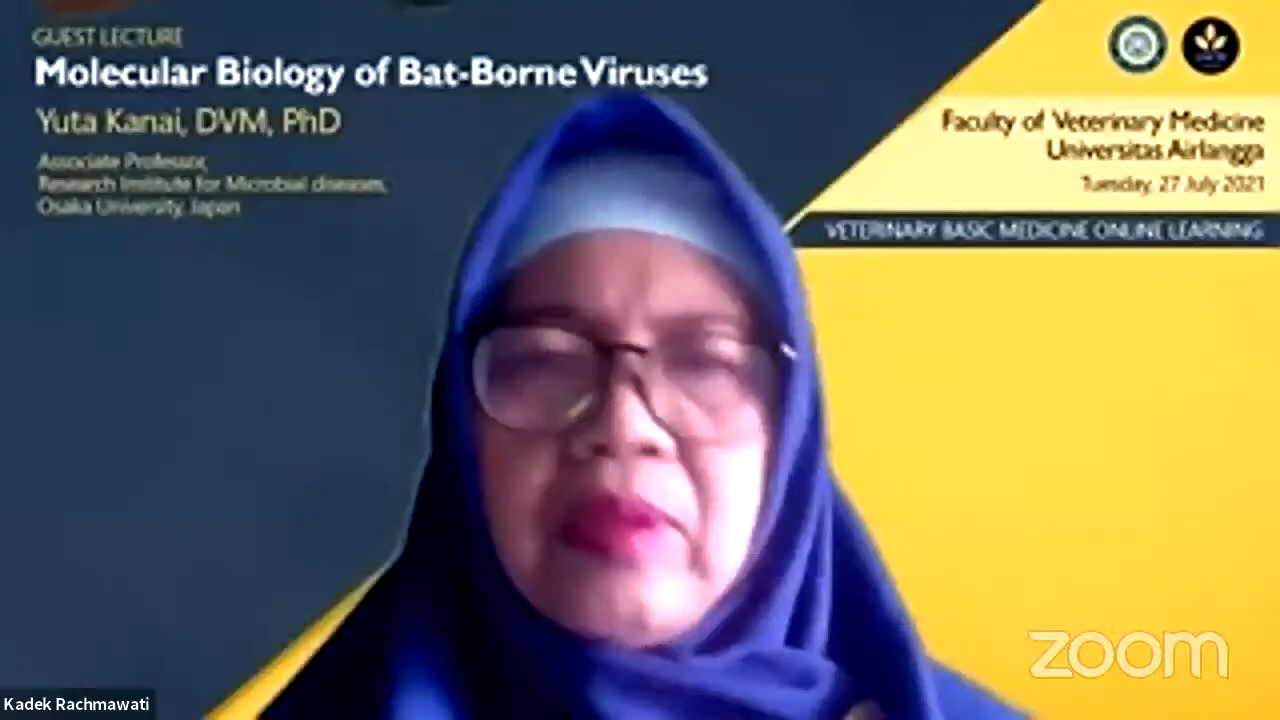 GUEST LECTURE
Molecular Biology of Bat-Borne Viruses
Yuta Kanai, DVM, PhD
Associate Professor,
Research Institute for Microbial diseases,
Osaka University, Japan
Faculty of Veterinary Medicine
Universitas Airlangga
Tuesday, 27 July 2021
VETERINARY BASIC MEDICINE ONLINE LEARNING
zoom
Kadek Rachmawati